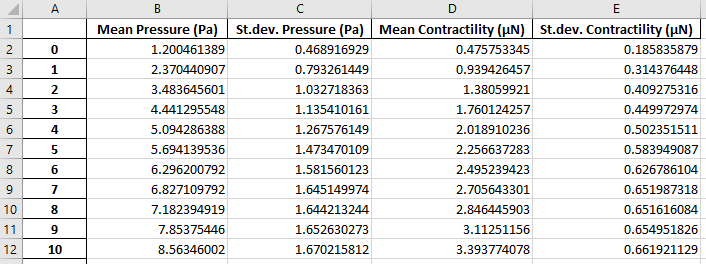 A B C D E
1 Mean Pressure (Pa) St.dev. Pressure (Pa) Mean Contractility (µN) St.dev. Contractility (µN)
2 0 1.200461389 0.468916929 0.475753345 0.185835879
3 1 2.370440907 0.793261449 0.939426457 0.314376448
4 2 3.483645601 1.032718363 1.38059921 0.409275316
5 3 4.441295548 1.135410161 1.760124257 0.449972974
6 4 5.094286388 1.267576149 2.018910236 0.502351511
7 5 5.694139536 1.473470109 2.256637283 0.583949087
8 6 6.296200792 1.581560123 2.495239423 0.626786104
9 7 6.827109792 1.645149974 2.705643301 0.651987318
10 8 7.182394919 1.644213244 2.846445903 0.651616084
11 9 7.85375446 1.652630273 3.11251156 0.654951826
12 10 8.56346002 1.670215812 3.393774078 0.661921129